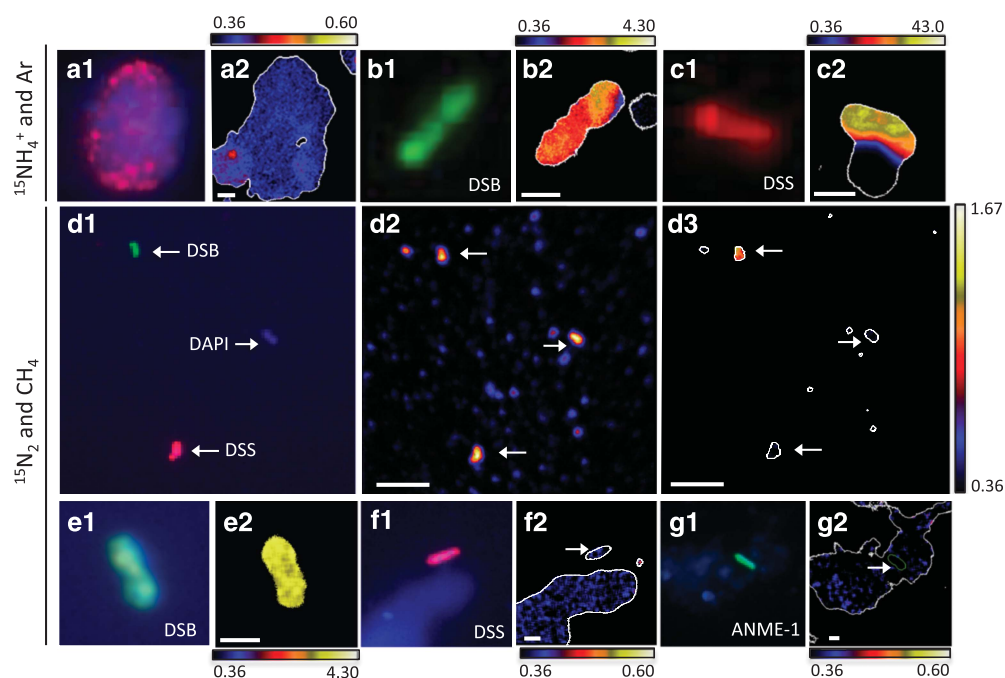 0.36 0.60
0.36 4.30
0.36 43.0
¹⁵NH₄⁺ and Ar
a1
a2
b1
DSB
b2
c1
DSS
c2
¹⁵N₂ and CH₄
d1
DSB
DAPI
DSS
d2
d3
1.67
0.36
e1
DSB
e2
f1
DSS
f2
g1
ANME-1
g2
0.36 4.30
0.36 0.60
0.36 0.60